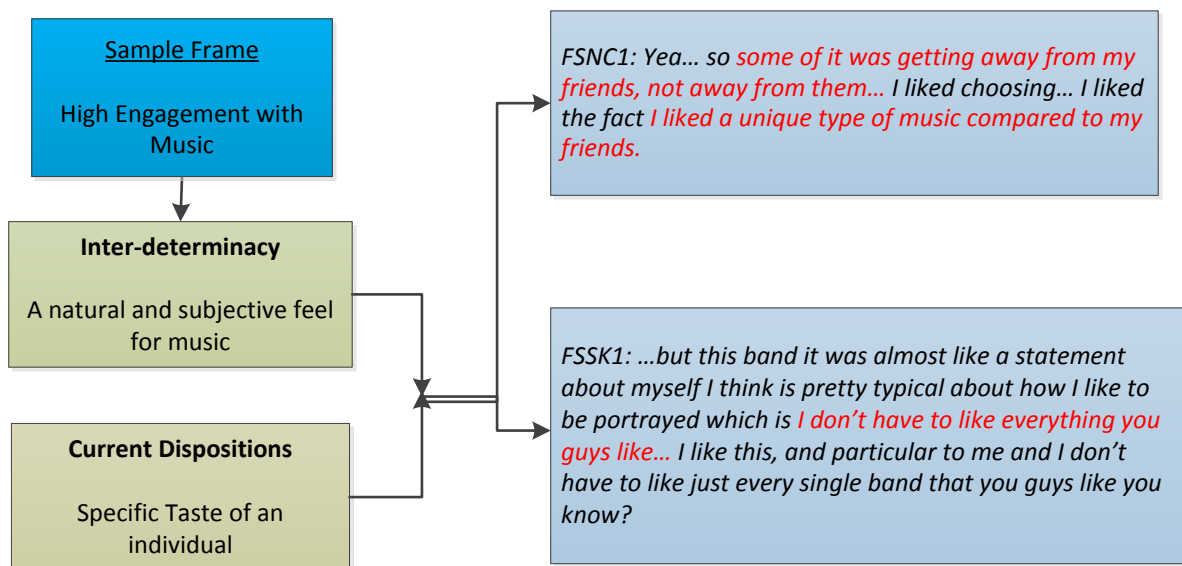 Sample Frame
High Engagement with
Music
Inter-determinacy
A natural and subjective feel
for music
Current Dispositions
Specific Taste of an
individual
FSNC1: Yea… so some of it was getting away from my
friends, not away from them… I liked choosing… I liked
the fact I liked a unique type of music compared to my
friends.
FSSK1: …but this band it was almost like a statement
about myself I think is pretty typical about how I like to
be portrayed which is I don’t have to like everything you
guys like… I like this, and particular to me and I don’t
have to like just every single band that you guys like you
know?